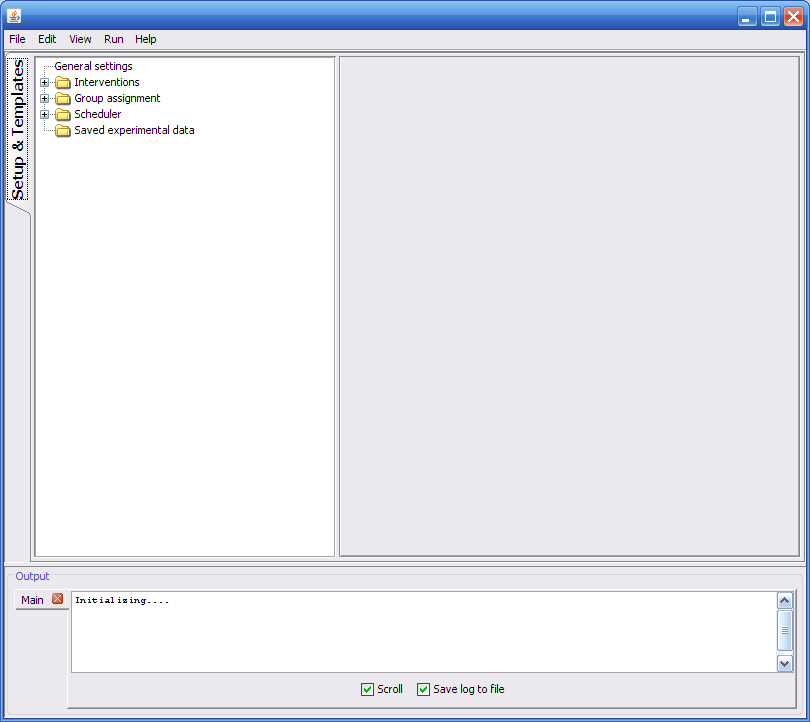 File Edit View Run Help
Setup & Templates
General settings
Interventions
Group assignment
Scheduler
Saved experimental data
Output
Main
Initializing....
Scroll Save log to file